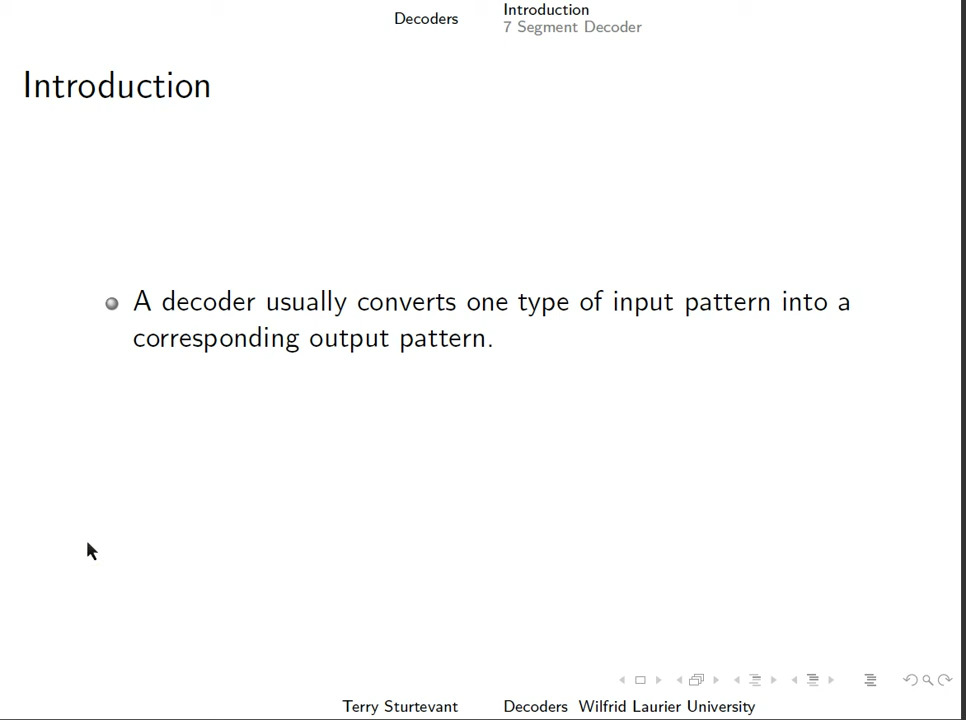 Decoders
Introduction
7 Segment Decoder
Introduction
A decoder usually converts one type of input pattern into a
corresponding output pattern.
Terry Sturtevant
Decoders Wilfrid Laurier University